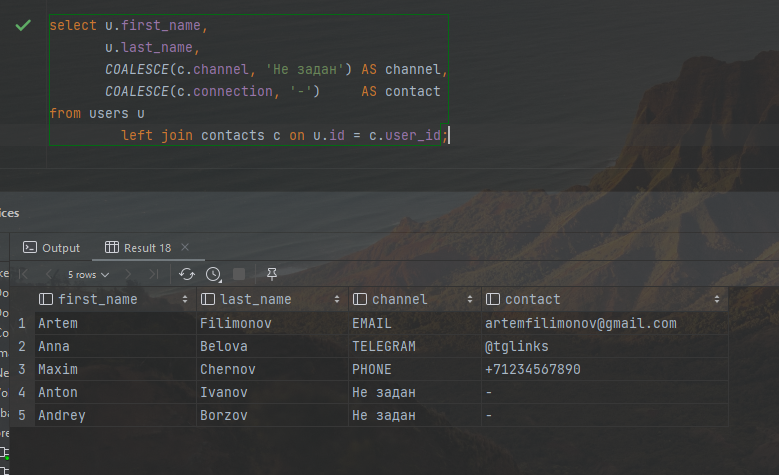 select u.first_name,
u.last_name,
COALESCE(c.channel, 'Не задан') AS channel,
COALESCE(c.connection, '-') AS contact
from users u
left join contacts c on u.id = c.user_id;
ices
Output Result 18
5 rows
first_name last_name channel contact
1 Artem Filimonov EMAIL artemfilimonov@gmail.com
2 Anna Belova TELEGRAM @tglinks
3 Maxim Chernov PHONE +71234567890
4 Anton Ivanov Не задан -
5 Andrey Borzov Не задан -